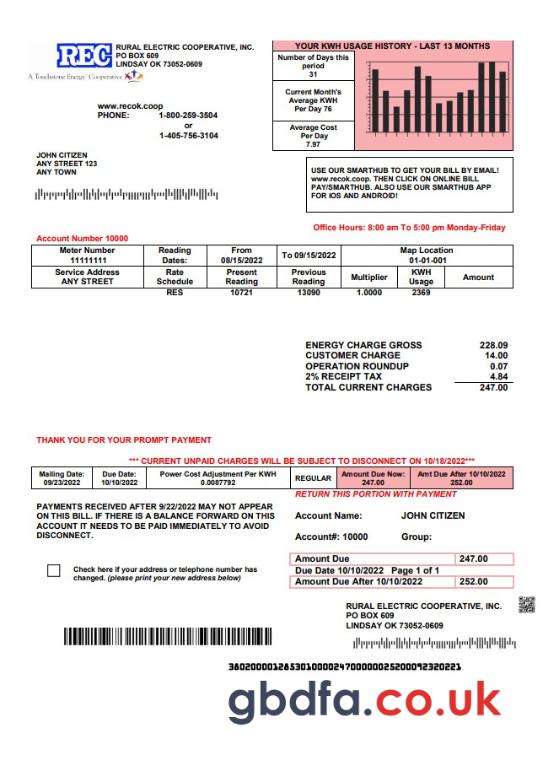 REC
RURAL ELECTRIC COOPERATIVE, INC.
PO BOX 609
LINDSAY OK 73052-0609
A Touchstone Energy Cooperative
www.recok.coop
PHONE: 1-800-259-3504
or
1-405-756-3104
JOHN CITIZEN
ANY STREET 123
ANY TOWN
YOUR KWH USAGE HISTORY - LAST 13 MONTHS
Number of Days this
period
31
Current Month's
Average KWH
Per Day 76
Average Cost
Per Day
7.97
USE OUR SMARTHUB TO GET YOUR BILL BY EMAIL!
www.recok.coop. THEN CLICK ON ONLINE BILL
PAY/SMARTHUB. ALSO USE OUR SMARTHUB APP
FOR IOS AND ANDROID!
Office Hours: 8:00 am To 5:00 pm Monday-Friday
Account Number 10000
Meter Number 11111111 Reading Dates: From 08/15/2022 To 09/15/2022 Map Location 01-01-001
Service Address ANY STREET Rate Schedule Present Reading Previous Reading Multiplier KWH Usage Amount
RES 10721 13090 1.0000 2369
ENERGY CHARGE GROSS 228.09
CUSTOMER CHARGE 14.00
OPERATION ROUNDUP 0.07
2% RECEIPT TAX 4.84
TOTAL CURRENT CHARGES 247.00
THANK YOU FOR YOUR PROMPT PAYMENT
*** CURRENT UNPAID CHARGES WILL BE SUBJECT TO DISCONNECT ON 10/18/2022***
Mailing Date: 09/23/2022 Due Date: 10/10/2022 Power Cost Adjustment Per KWH 0.0087792 REGULAR Amount Due Now: 247.00 Amt Due After 10/10/2022 252.00
RETURN THIS PORTION WITH PAYMENT
PAYMENTS RECEIVED AFTER 9/22/2022 MAY NOT APPEAR
ON THIS BILL. IF THERE IS A BALANCE FORWARD ON THIS
ACCOUNT IT NEEDS TO BE PAID IMMEDIATELY TO AVOID
DISCONNECT.
Account Name: JOHN CITIZEN
Account#: 10000 Group:
Amount Due 247.00
Due Date 10/10/2022 Page 1 of 1
Amount Due After 10/10/2022 252.00
Check here if your address or telephone number has
changed. (please print your new address below)
RURAL ELECTRIC COOPERATIVE, INC.
PO BOX 609
LINDSAY OK 73052-0609
gbdfa.co.uk